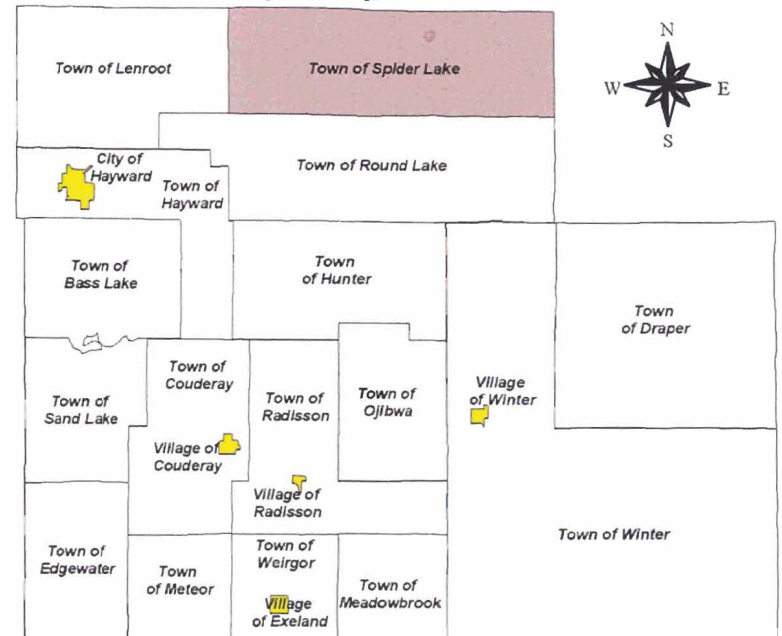 Town of Lenroot
Town of Spider Lake
N
W
E
S
City of
Hayward
Town of
Hayward
Town of Round Lake
Town of
Bass Lake
Town
of Hunter
Town
of Draper
Town of
Sand Lake
Town of
Couderay
Village of
Couderay
Town of
Radisson
Village of
Radisson
Town of
Ojibwa
Village
of Winter
Town of Winter
Town of
Edgewater
Town
of Meteor
Town of
Weirgor
Village
of Exeland
Town of
Meadowbrook